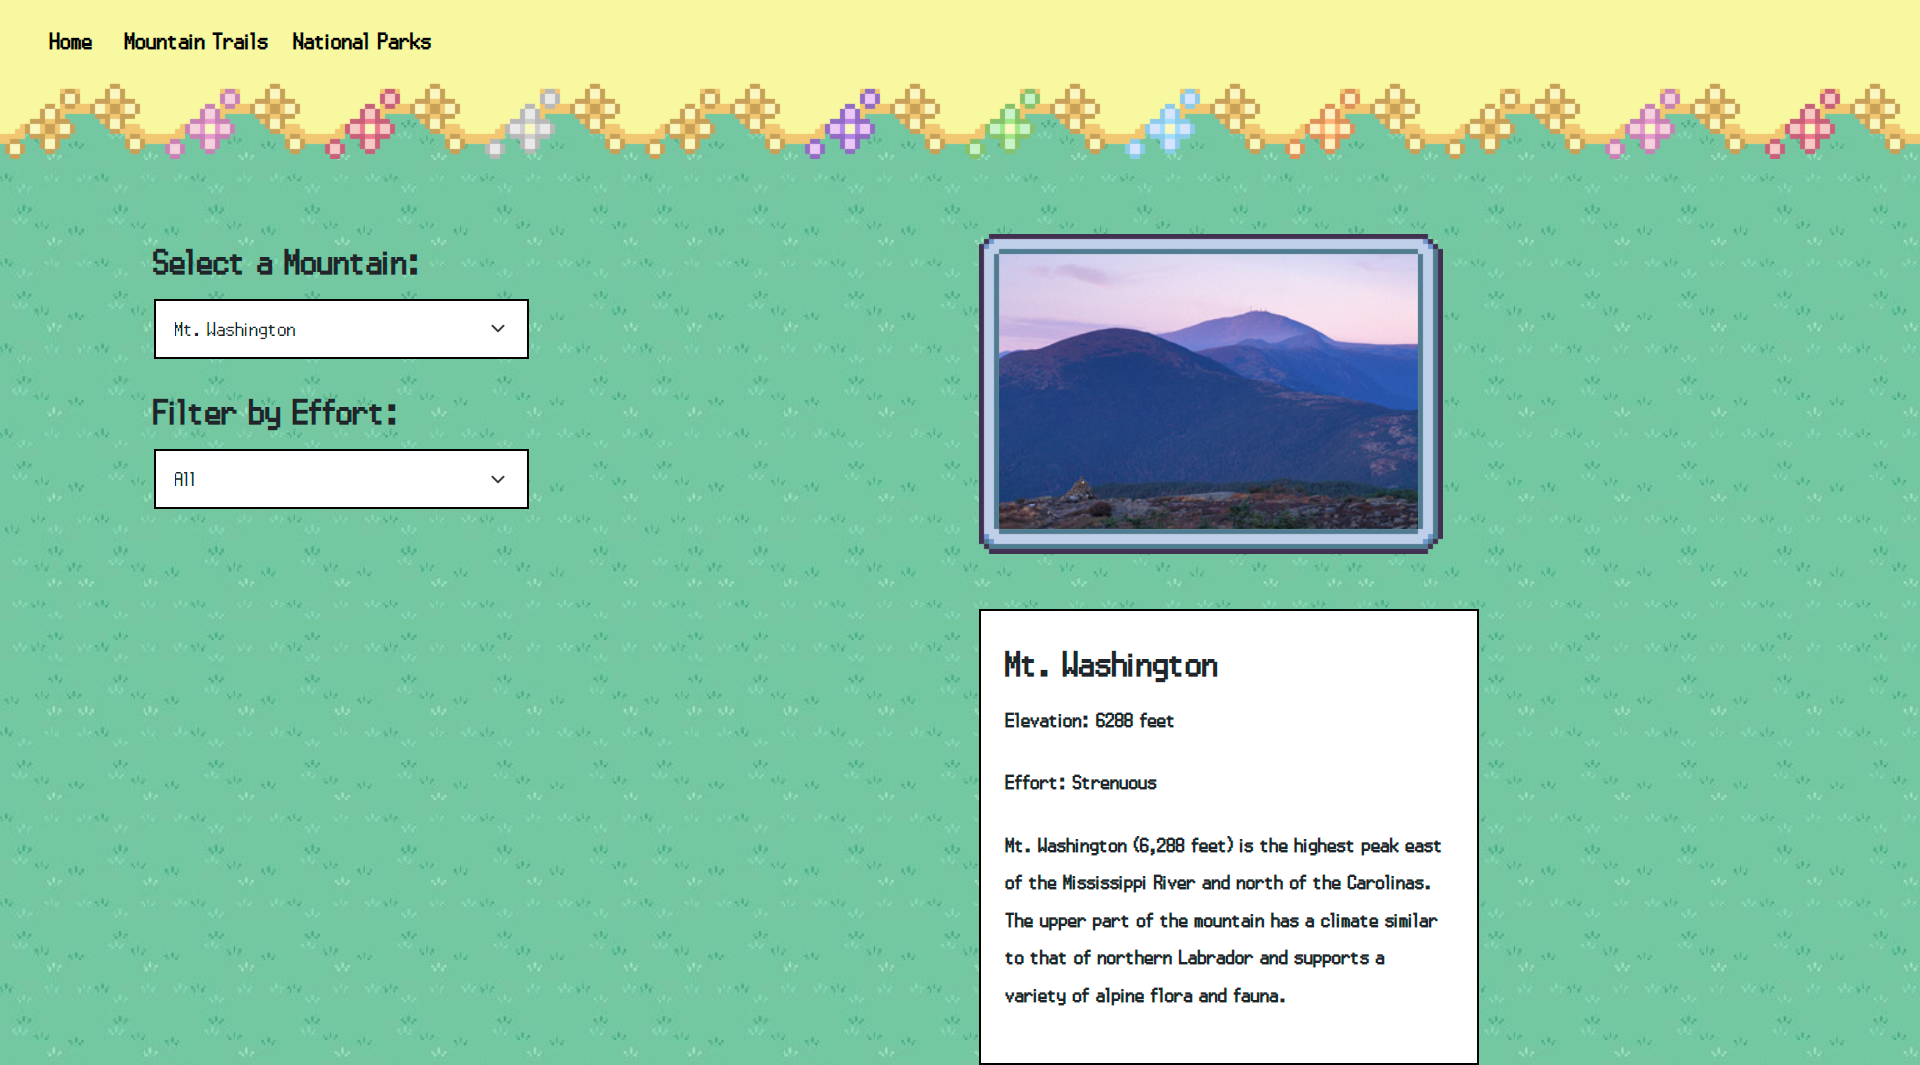 Home Mountain Trails National Parks
Select a Mountain:
Mt. Washington
Filter by Effort:
All
Mt. Washington
Elevation: 6288 feet
Effort: Strenuous
Mt. Washington (6,288 feet) is the highest peak east
of the Mississippi River and north of the Carolinas.
The upper part of the mountain has a climate similar
to that of northern Labrador and supports a
variety of alpine flora and fauna.